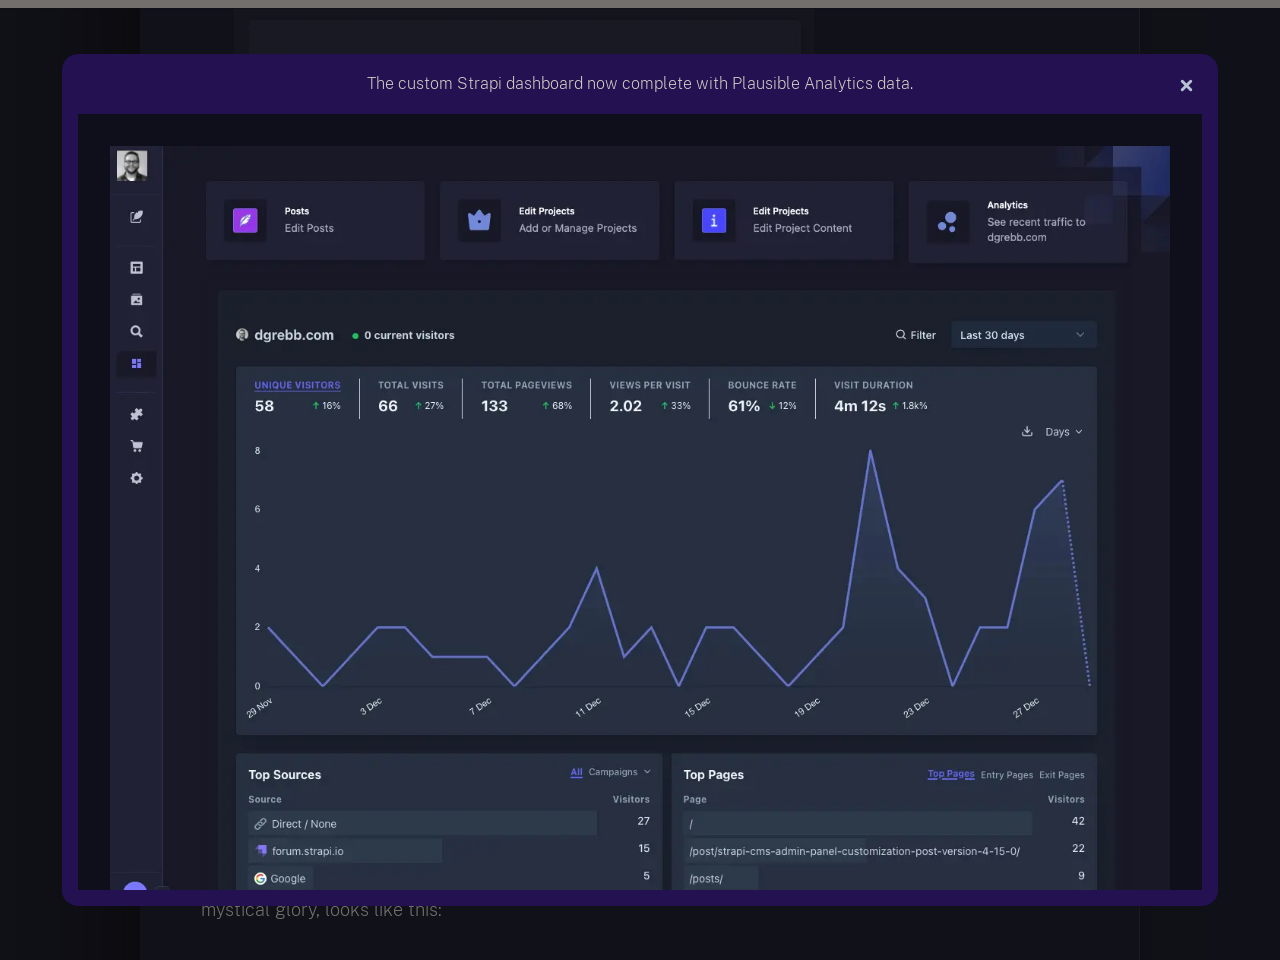 The custom Strapi dashboard now complete with Plausible Analytics data.
Posts
Edit Posts
Edit Projects
Add or Manage Projects
Edit Projects
Edit Project Content
Analytics
See recent traffic to
dgrebb.com
dgrebb.com
0 current visitors
Filter
Last 30 days
UNIQUE VISITORS
58 ↑ 16%
TOTAL VISITS
66 ↑ 27%
TOTAL PAGEVIEWS
133 ↑ 68%
VIEWS PER VISIT
2.02 ↑ 33%
BOUNCE RATE
61% ↓ 12%
VISIT DURATION
4m 12s ↑ 1.8k%
Days
8
6
4
2
0
29 Nov
3 Dec
7 Dec
11 Dec
15 Dec
19 Dec
23 Dec
27 Dec
Top Sources
All Campaigns
Source Visitors
Direct / None 27
forum.strapi.io 15
Google 5
Top Pages
Top Pages Entry Pages Exit Pages
Page Visitors
/ 42
/post/strapi-cms-admin-panel-customization-post-version-4-15-0/ 22
/posts/ 9
mystical glory, looks like this: